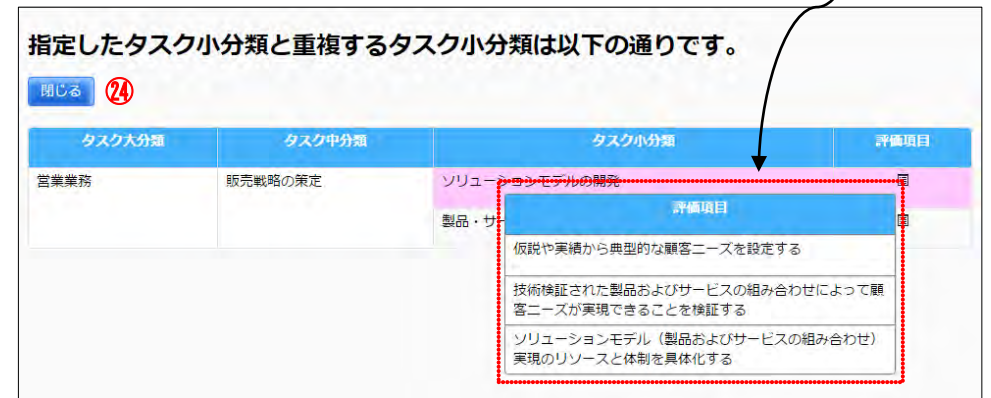 指定したタスク小分類と重複するタスク小分類は以下の通りです。
閉じる ㉔
タスク大分類 タスク中分類 タスク小分類 評価項目
営業業務 販売戦略の策定 ソリューションモデルの開発
製品・サ
評価項目
仮説や実績から典型的な顧客ニーズを設定する
技術検証された製品およびサービスの組み合わせによって顧
客ニーズが実現できることを検証する
ソリューションモデル（製品およびサービスの組み合わせ）
実現のリソースと体制を具体化する